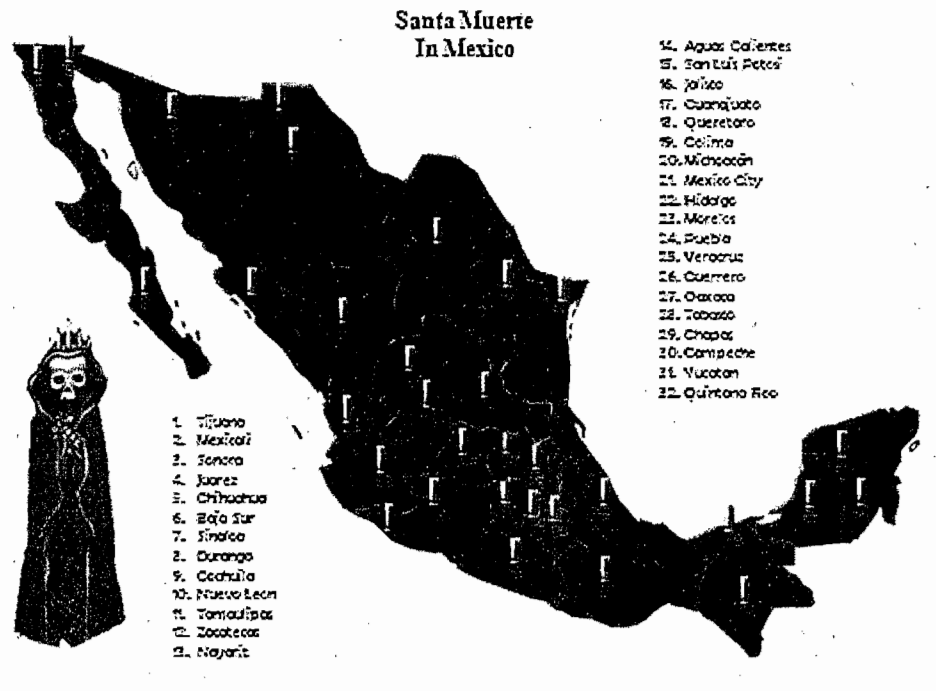 Santa Muerte
In Mexico
1. Tijuana
2. Mexicali
3. Sonora
4. Juarez
5. Chihuahua
6. Baja Sur
7. Sinaloa
8. Durango
9. Coahuila
10. Nuevo Leon
11. Tamaulipas
12. Zacatecas
13. Nayarit
14. Aguas Calientes
15. San Luis Potosi
16. Jalisco
17. Guanajuato
18. Queretaro
19. Colima
20. Michoacán
21. Mexico City
22. Hidalgo
23. Morelos
24. Puebla
25. Veracruz
26. Guerrero
27. Oaxaca
28. Tabasco
29. Chiapas
30. Campeche
31. Yucatan
32. Quintana Roo